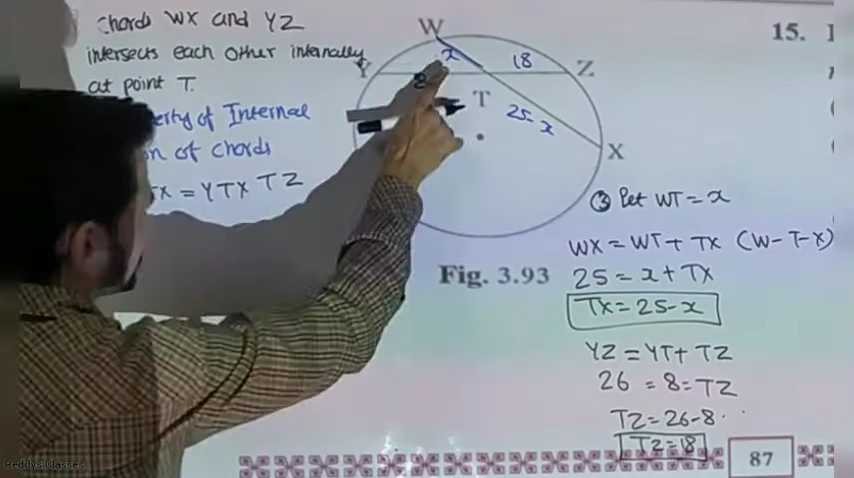 chords WX and YZ
intersects each other internally
at point T.
of Internal
of chords
TX = YT X TZ
W
x
18
Y
Z
8
T
25-x
X
15.
③ Let WT = x
WX = WT + TX (W-T-X)
25 = x + TX
TX = 25-x
YZ = YT + TZ
26 = 8 = TZ
TZ = 26-8
TZ = 18
Fig. 3.93
87
Reddys Classes